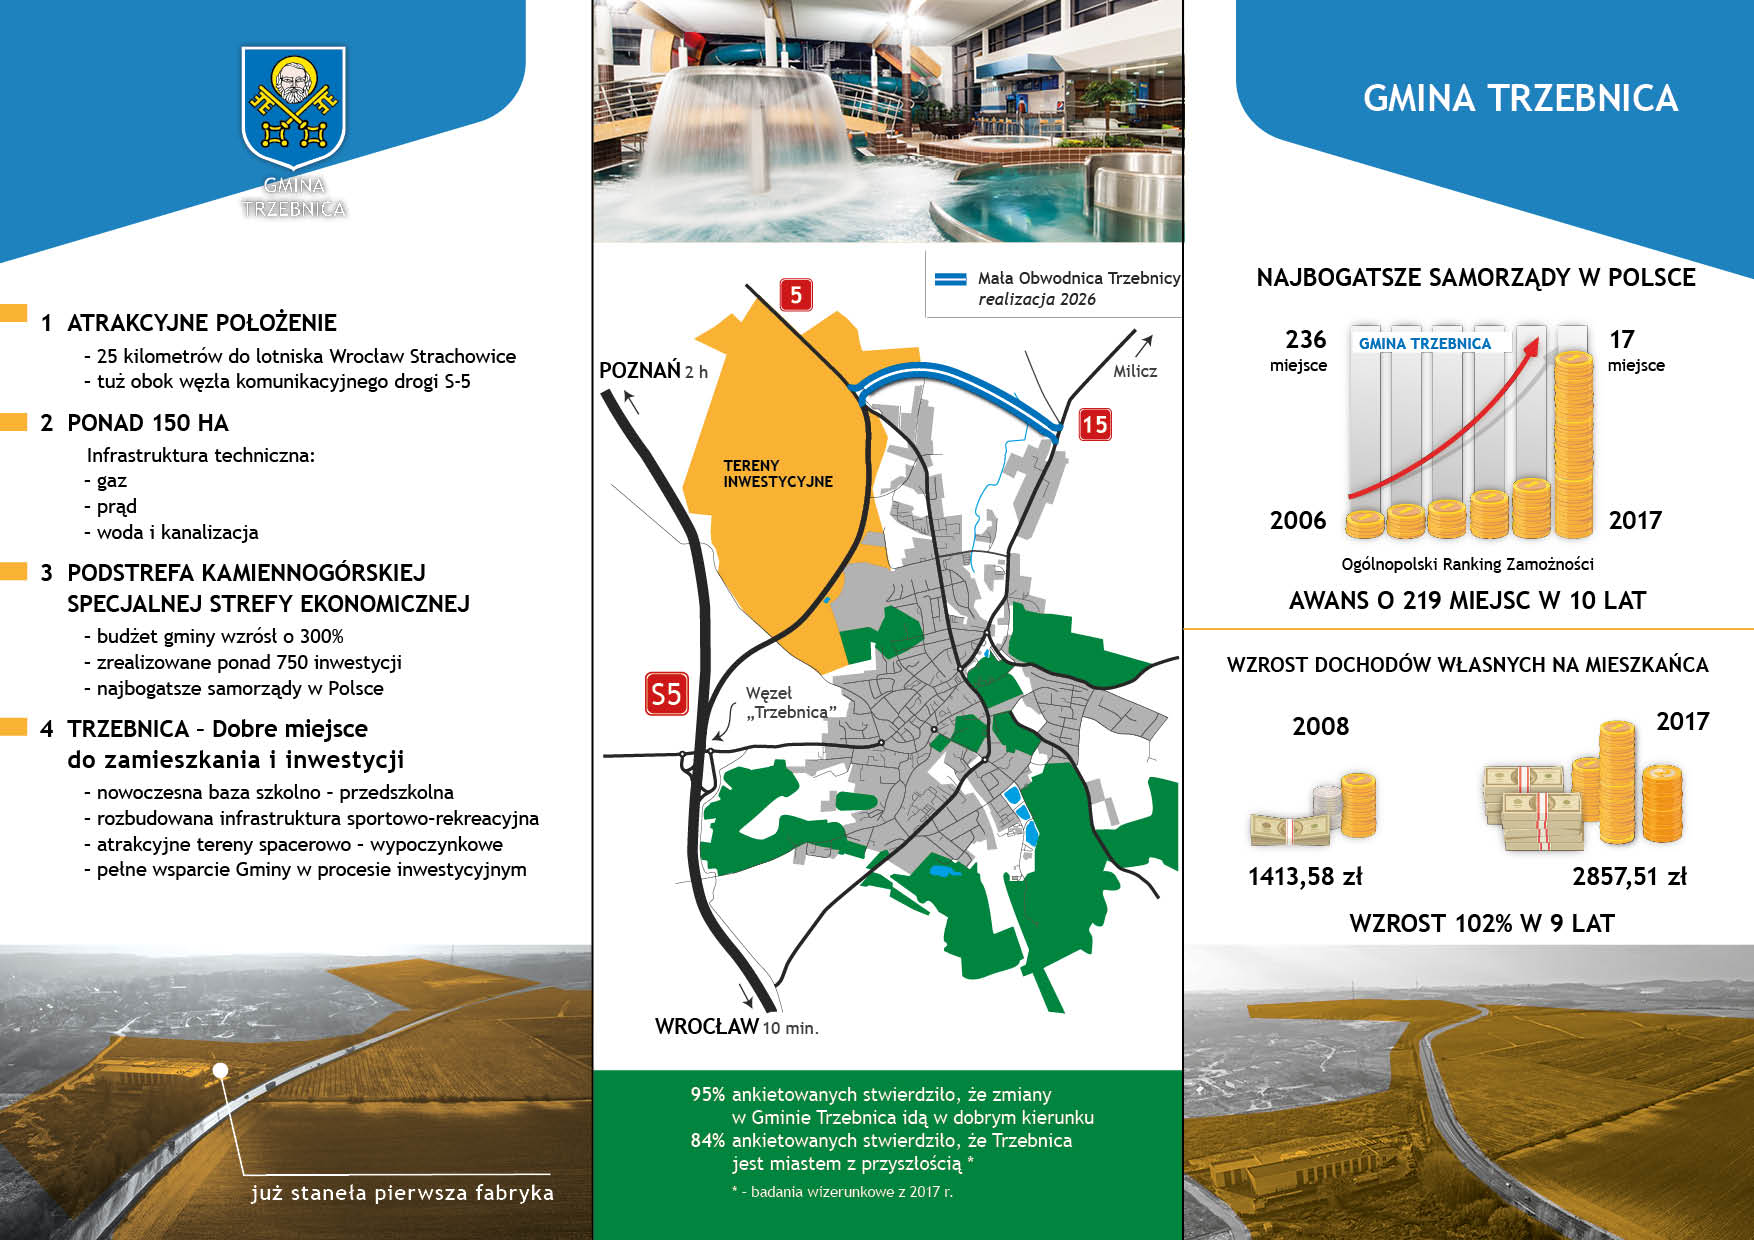 GMINA
TRZEBNICA
1 ATRAKCYJNE POŁOŻENIE
– 25 kilometrów do lotniska Wrocław Strachowice
– tuż obok węzła komunikacyjnego drogi S-5
2 PONAD 150 HA
Infrastruktura techniczna:
– gaz
– prąd
– woda i kanalizacja
3 PODSTREFA KAMIENNOGÓRSKIEJ
SPECJALNEJ STREFY EKONOMICZNEJ
– budżet gminy wzrósł o 300%
– zrealizowane ponad 750 inwestycji
– najbogatsze samorządy w Polsce
4 TRZEBNICA – Dobre miejsce
do zamieszkania i inwestycji
– nowoczesna baza szkolno – przedszkolna
– rozbudowana infrastruktura sportowo-rekreacyjna
– atrakcyjne tereny spacerowo – wypoczynkowe
– pełne wsparcie Gminy w procesie inwestycyjnym
już staneła pierwsza fabryka
Mała Obwodnica Trzebnicy
realizacja 2026
5
POZNAŃ 2 h
Milicz
15
TERENY
INWESTYCYJNE
S5
Węzeł
„Trzebnica”
WROCŁAW 10 min.
95% ankietowanych stwierdziło, że zmiany
w Gminie Trzebnica idą w dobrym kierunku
84% ankietowanych stwierdziło, że Trzebnica
jest miastem z przyszłością *
* – badania wizerunkowe z 2017 r.
GMINA TRZEBNICA
NAJBOGATSZE SAMORZĄDY W POLSCE
236
miejsce
GMINA TRZEBNICA
17
miejsce
2006
2017
Ogólnopolski Ranking Zamożności
AWANS O 219 MIEJSC W 10 LAT
WZROST DOCHODÓW WŁASNYCH NA MIESZKAŃCA
2008
2017
1413,58 zł
2857,51 zł
WZROST 102% W 9 LAT